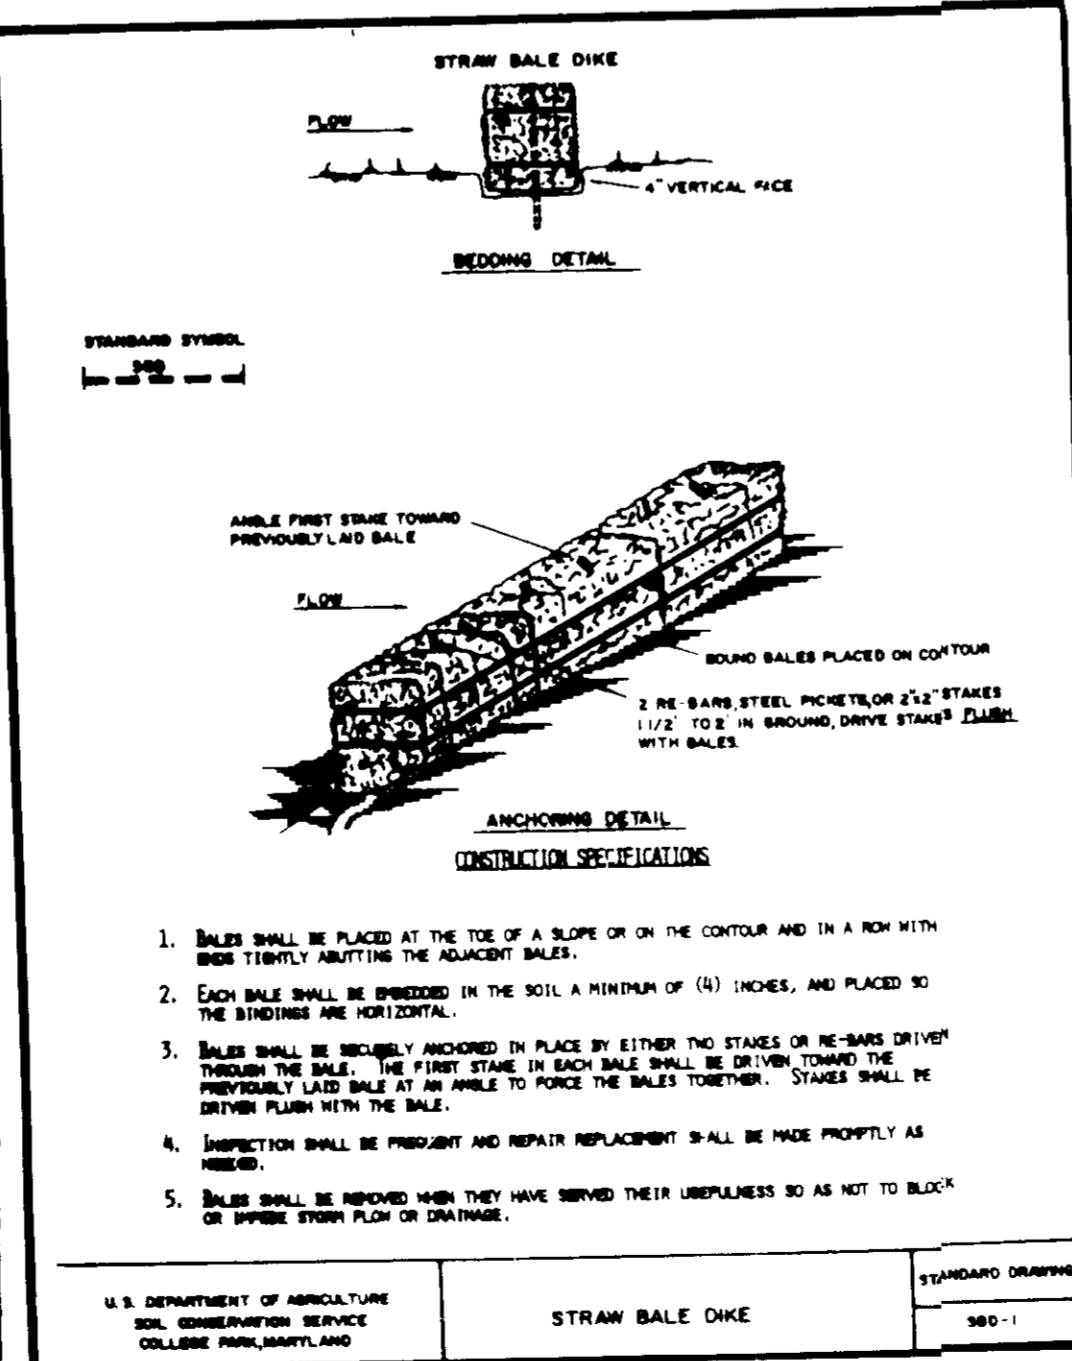 STRAW BALE DIKE
FLOW
4" VERTICAL FACE
BEDDING DETAIL
STANDARD SYMBOL
SBD
ANGLE FIRST STAKE TOWARD
PREVIOUSLY LAID BALE
FLOW
BOUND BALES PLACED ON CONTOUR
2 RE-BARS, STEEL PICKETS, OR 2"x2" STAKES
1 1/2' TO 2' IN GROUND, DRIVE STAKES FLUSH
WITH BALES.
ANCHORING DETAIL
CONSTRUCTION SPECIFICATIONS
1. BALES SHALL BE PLACED AT THE TOE OF A SLOPE OR ON THE CONTOUR AND IN A ROW WITH
ENDS TIGHTLY ABUTTING THE ADJACENT BALES.
2. EACH BALE SHALL BE EMBEDDED IN THE SOIL A MINIMUM OF (4) INCHES, AND PLACED SO
THE BINDINGS ARE HORIZONTAL.
3. BALES SHALL BE SECURELY ANCHORED IN PLACE BY EITHER TWO STAKES OR RE-BARS DRIVEN
THROUGH THE BALE. THE FIRST STAKE IN EACH BALE SHALL BE DRIVEN TOWARD THE
PREVIOUSLY LAID BALE AT AN ANGLE TO FORCE THE BALES TOGETHER. STAKES SHALL BE
DRIVEN FLUSH WITH THE BALE.
4. INSPECTION SHALL BE FREQUENT AND REPAIR REPLACEMENT SHALL BE MADE PROMPTLY AS
NEEDED.
5. BALES SHALL BE REMOVED WHEN THEY HAVE SERVED THEIR USEFULNESS SO AS NOT TO BLOCK
OR IMPEDE STORM FLOW OR DRAINAGE.
U. S. DEPARTMENT OF AGRICULTURE
SOIL CONSERVATION SERVICE
COLLEGE PARK, MARYLAND
STRAW BALE DIKE
STANDARD DRAWING
SBD-1